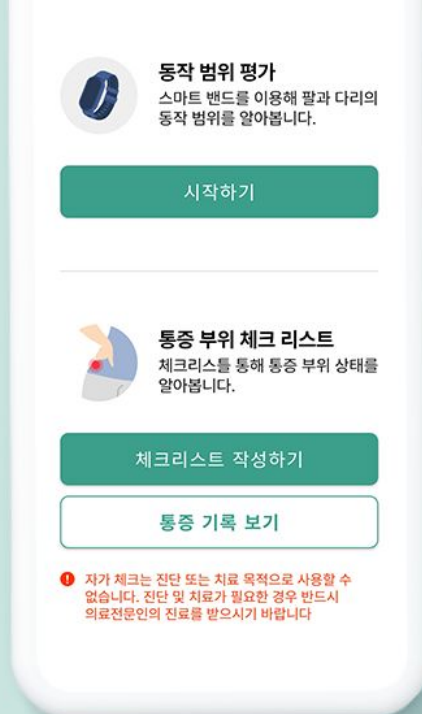 동작 범위 평가
스마트 밴드를 이용해 팔과 다리의
동작 범위를 알아봅니다.
시작하기
통증 부위 체크 리스트
체크리스틀 통해 통증 부위 상태를
알아봅니다.
체크리스트 작성하기
통증 기록 보기
자가 체크는 진단 또는 치료 목적으로 사용할 수
없습니다. 진단 및 치료가 필요한 경우 반드시
의료전문인의 진료를 받으시기 바랍니다